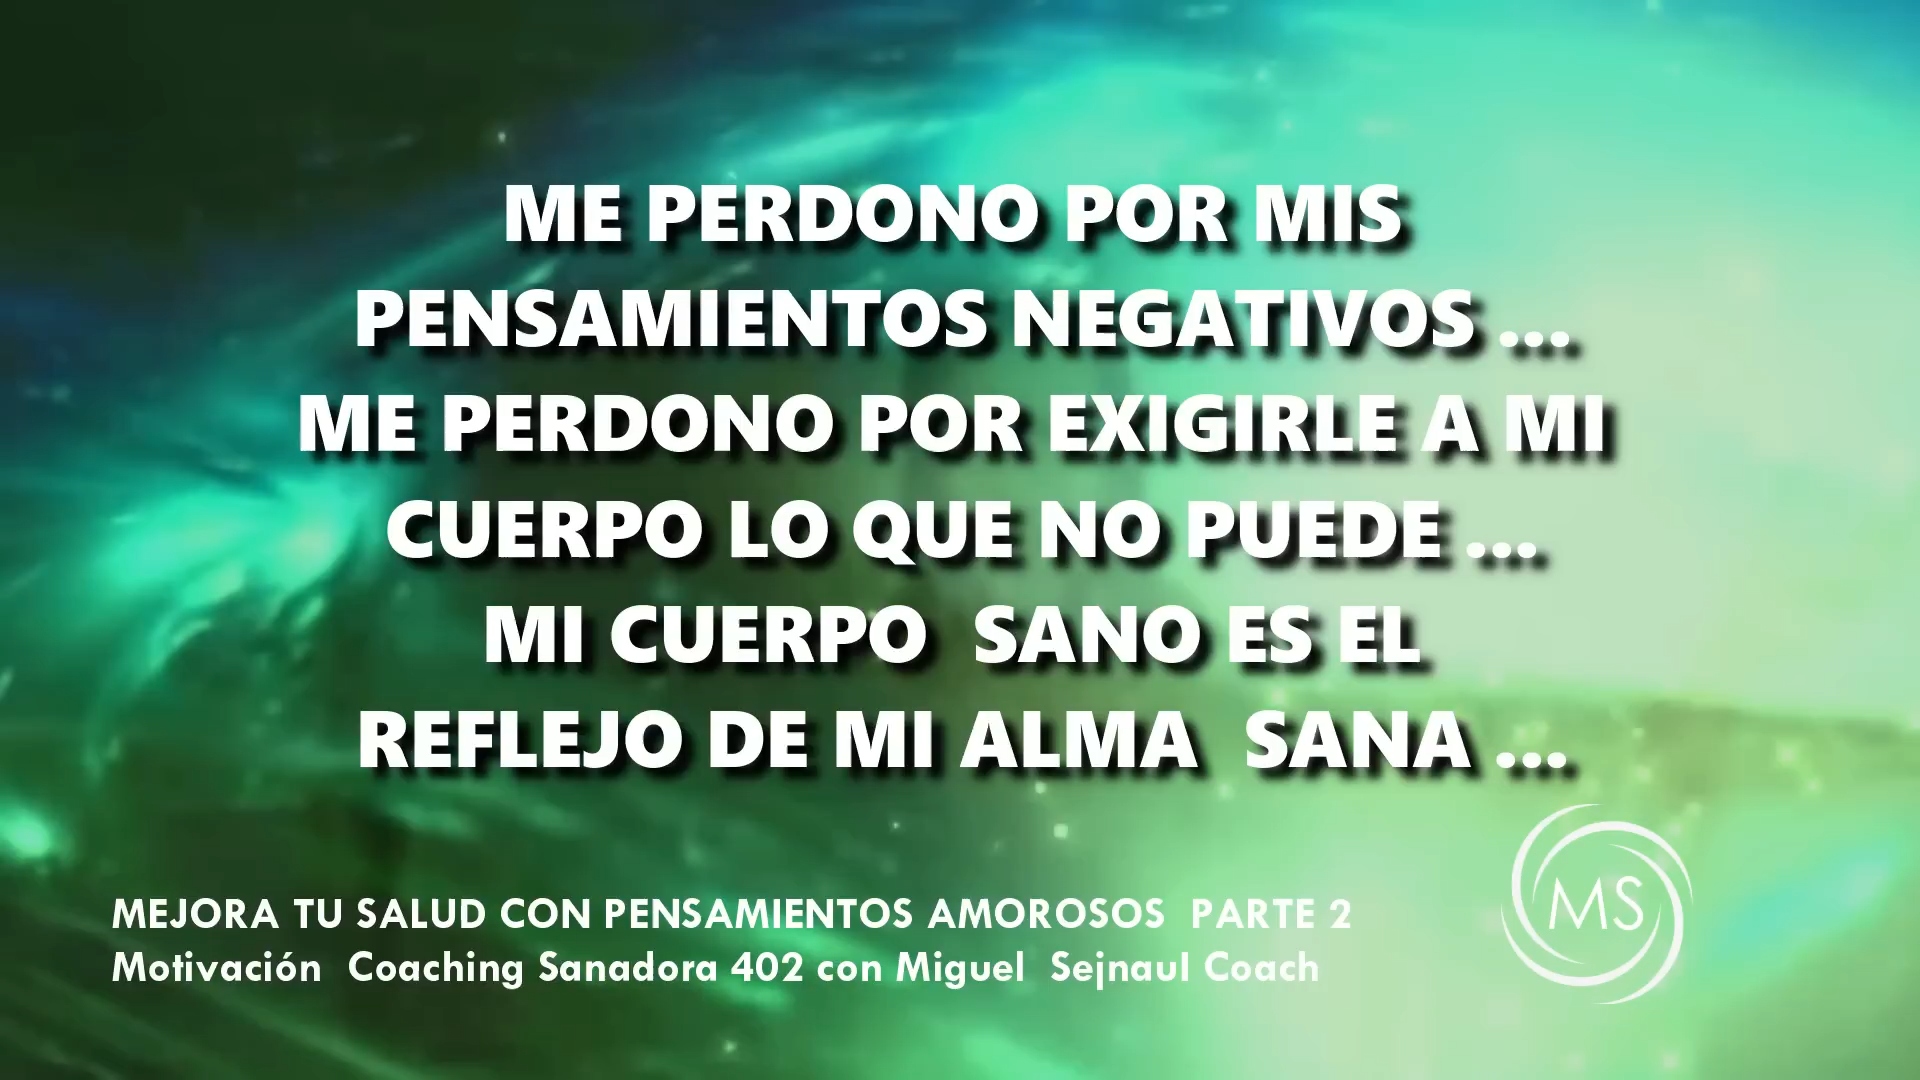 ME PERDONO POR MIS
PENSAMIENTOS NEGATIVOS ...
ME PERDONO POR EXIGIRLE A MI
CUERPO LO QUE NO PUEDE ...
MI CUERPO  SANO ES EL
REFLEJO DE MI ALMA  SANA ...
MS
MEJORA TU SALUD CON PENSAMIENTOS AMOROSOS  PARTE 2
Motivación  Coaching Sanadora 402 con Miguel  Sejnaul Coach